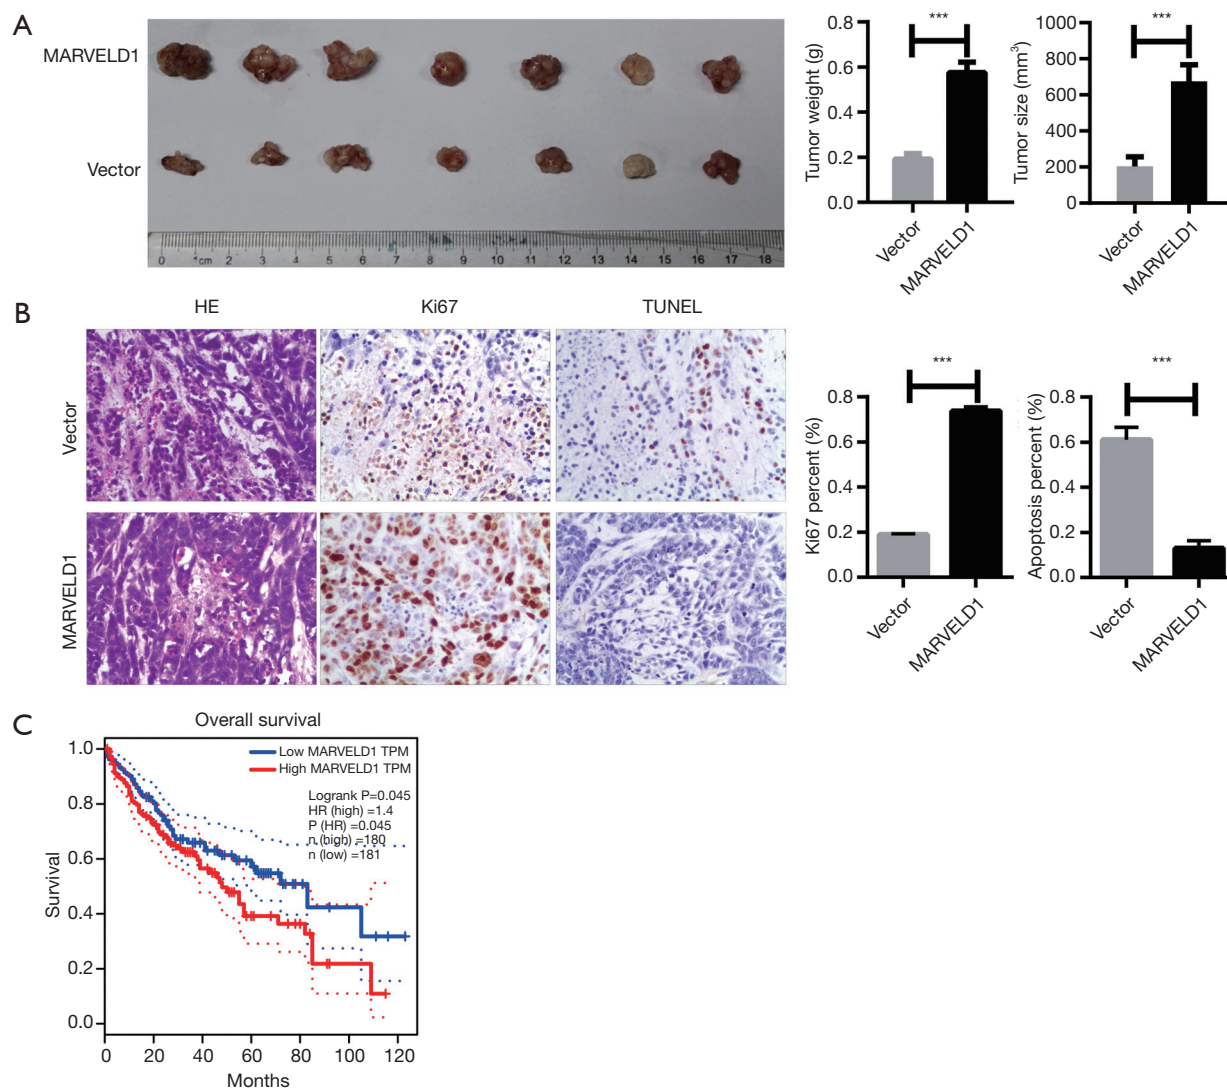 A
MARVELD1
Vector
0 1cm 2 3 4 5 6 7 8 9 10 11 12 13 14 15 16 17 18
Tumor weight (g)
0.8
0.6
0.4
0.2
0.0
***
Vector
MARVELD1
Tumor size (mm³)
1000
800
600
400
200
0
***
Vector
MARVELD1
B
HE
Ki67
TUNEL
Vector
MARVELD1
Ki67 percent (%)
0.8
0.6
0.4
0.2
0.0
***
Vector
MARVELD1
Apoptosis percent (%)
0.8
0.6
0.4
0.2
0.0
***
Vector
MARVELD1
C
Overall survival
Survival
1.0
0.8
0.6
0.4
0.2
0.0
Low MARVELD1 TPM
High MARVELD1 TPM
Logrank P=0.045
HR (high) =1.4
P (HR) =0.045
n (high) =180
n (low) =181
0 20 40 60 80 100 120
Months